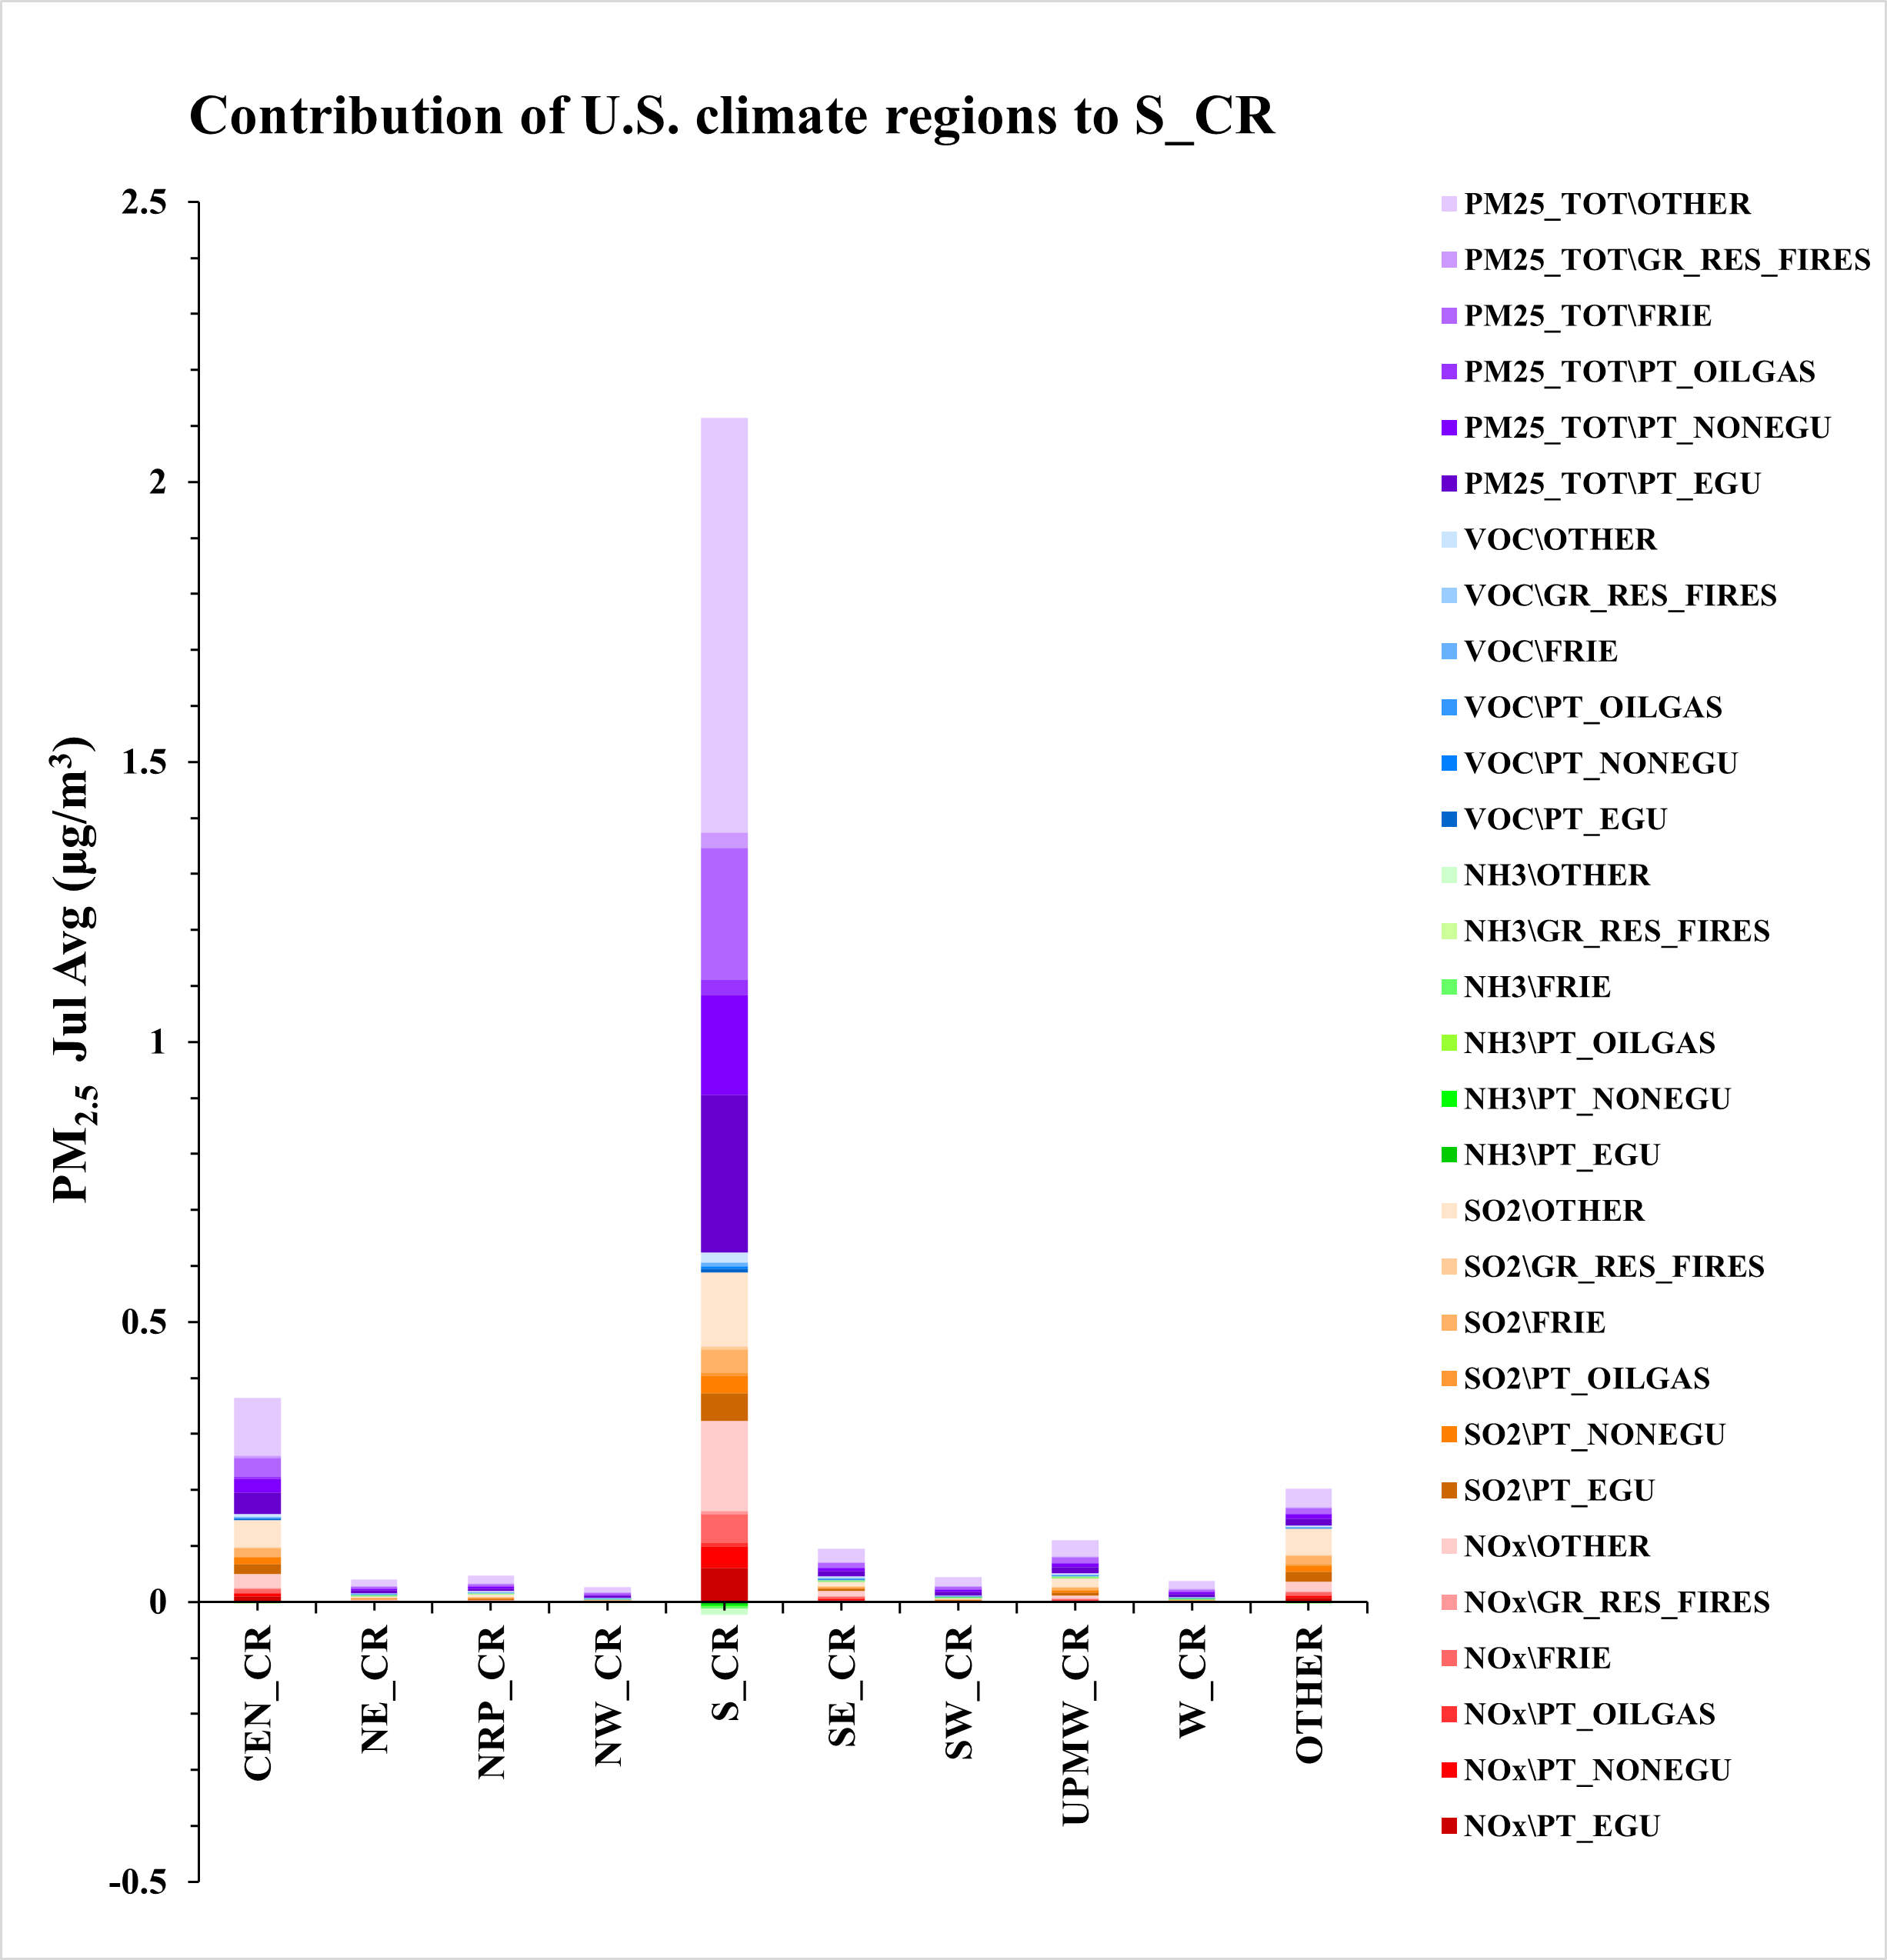 Contribution of U.S. climate regions to S_CR
PM2.5 Jul Avg (µg/m³)
2.5
2
1.5
1
0.5
0
-0.5
CEN_CR
NE_CR
NRP_CR
NW_CR
S_CR
SE_CR
SW_CR
UPMW_CR
W_CR
OTHER
PM25_TOT\OTHER
PM25_TOT\GR_RES_FIRES
PM25_TOT\FRIE
PM25_TOT\PT_OILGAS
PM25_TOT\PT_NONEGU
PM25_TOT\PT_EGU
VOC\OTHER
VOC\GR_RES_FIRES
VOC\FRIE
VOC\PT_OILGAS
VOC\PT_NONEGU
VOC\PT_EGU
NH3\OTHER
NH3\GR_RES_FIRES
NH3\FRIE
NH3\PT_OILGAS
NH3\PT_NONEGU
NH3\PT_EGU
SO2\OTHER
SO2\GR_RES_FIRES
SO2\FRIE
SO2\PT_OILGAS
SO2\PT_NONEGU
SO2\PT_EGU
NOx\OTHER
NOx\GR_RES_FIRES
NOx\FRIE
NOx\PT_OILGAS
NOx\PT_NONEGU
NOx\PT_EGU